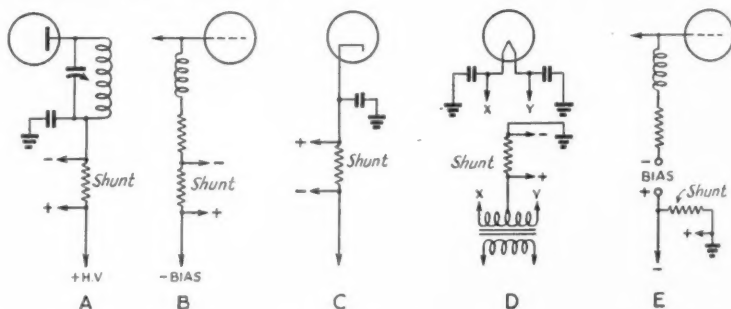 - Shunt +
+H.V
A
- Shunt +
-BIAS
B
+ Shunt -
C
X Y
Shunt - +
X Y
D
- BIAS +
Shunt
+
-
E